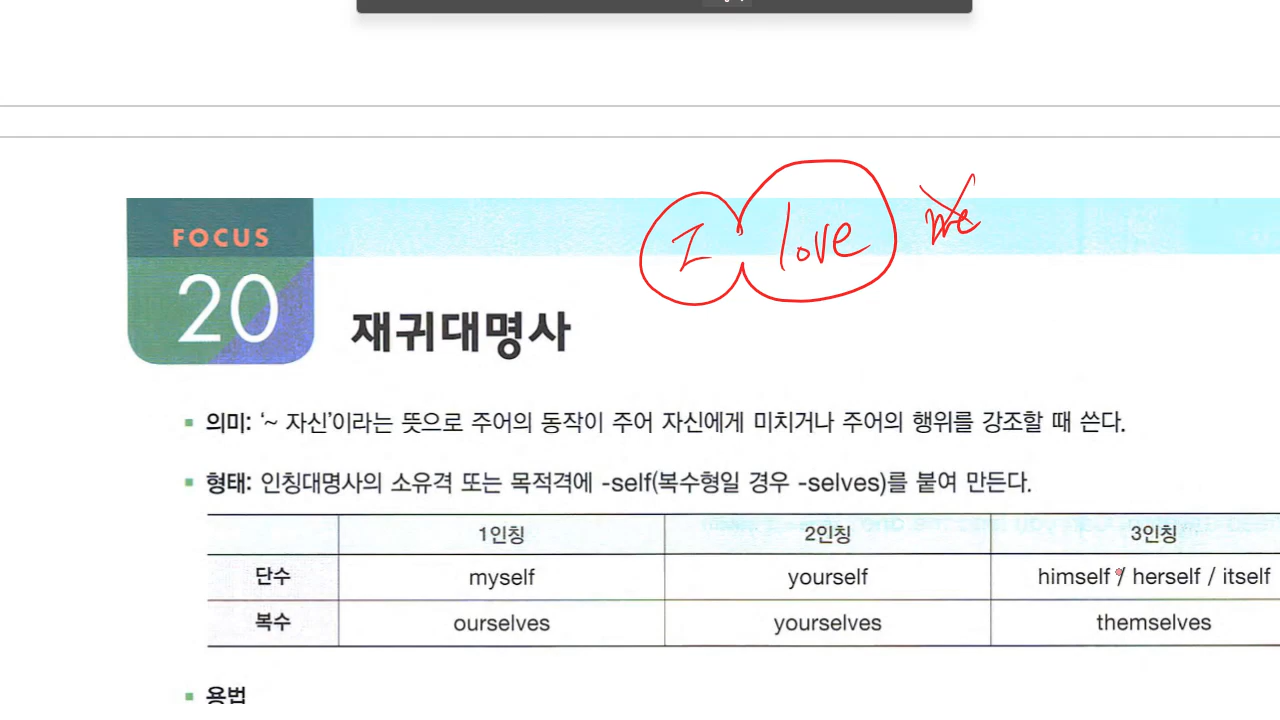 I love me
FOCUS
20
재귀대명사
▪ 의미: ‘~ 자신’이라는 뜻으로 주어의 동작이 주어 자신에게 미치거나 주어의 행위를 강조할 때 쓴다.
▪ 형태: 인칭대명사의 소유격 또는 목적격에 -self(복수형일 경우 -selves)를 붙여 만든다.
1인칭 2인칭 3인칭
단수 myself yourself himself / herself / itself
복수 ourselves yourselves themselves
▪ 용법